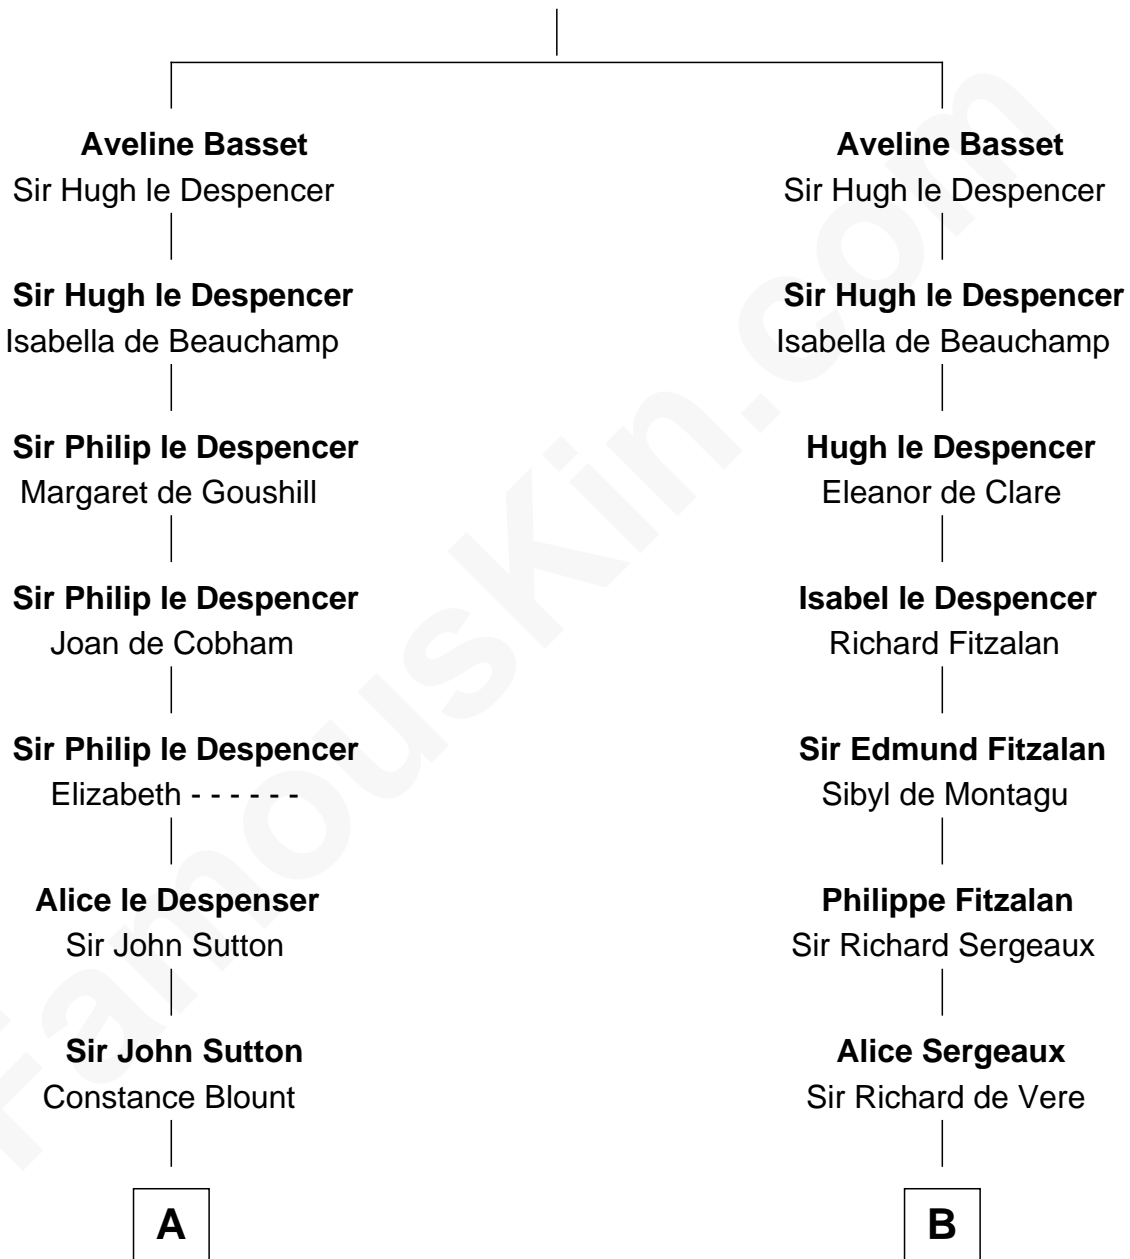 Aveline Basset
Sir Hugh le Despencer
Sir Hugh le Despencer
Isabella de Beauchamp
Sir Philip le Despencer
Margaret de Goushill
Sir Philip le Despencer
Joan de Cobham
Sir Philip le Despencer
Elizabeth - - - - - -
Alice le Despenser
Sir John Sutton
Sir John Sutton
Constance Blount
A
Aveline Basset
Sir Hugh le Despencer
Sir Hugh le Despencer
Isabella de Beauchamp
Hugh le Despencer
Eleanor de Clare
Isabel le Despencer
Richard Fitzalan
Sir Edmund Fitzalan
Sibyl de Montagu
Philippe Fitzalan
Sir Richard Sergeaux
Alice Sergeaux
Sir Richard de Vere
B
FamousKin.com